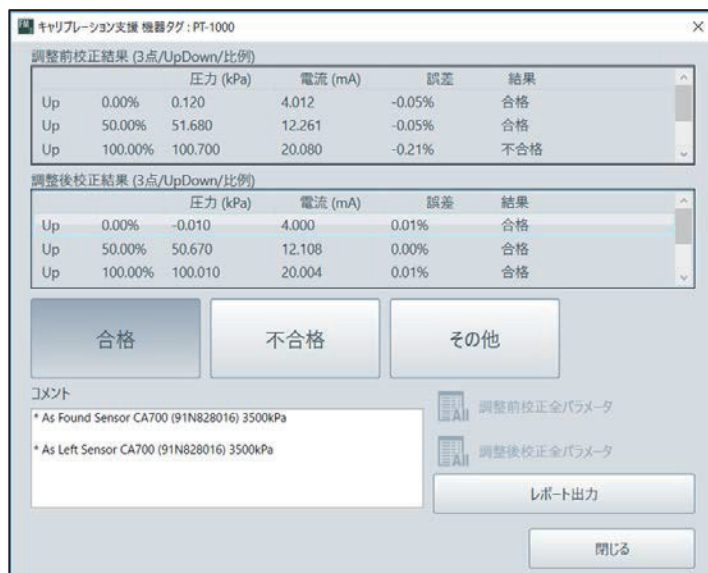 キャリブレーション支援 機器タグ : PT-1000
調整前校正結果 (3点/UpDown/比例)
圧力 (kPa) 電流 (mA) 誤差 結果
Up 0.00% 0.120 4.012 -0.05% 合格
Up 50.00% 51.680 12.261 -0.05% 合格
Up 100.00% 100.700 20.080 -0.21% 不合格
調整後校正結果 (3点/UpDown/比例)
圧力 (kPa) 電流 (mA) 誤差 結果
Up 0.00% -0.010 4.000 0.01% 合格
Up 50.00% 50.670 12.108 0.00% 合格
Up 100.00% 100.010 20.004 0.01% 合格
合格 不合格 その他
コメント
* As Found Sensor CA700 (91N828016) 3500kPa
* As Left Sensor CA700 (91N828016) 3500kPa
All 調整前校正全パラメータ
All 調整後校正全パラメータ
レポート出力
閉じる